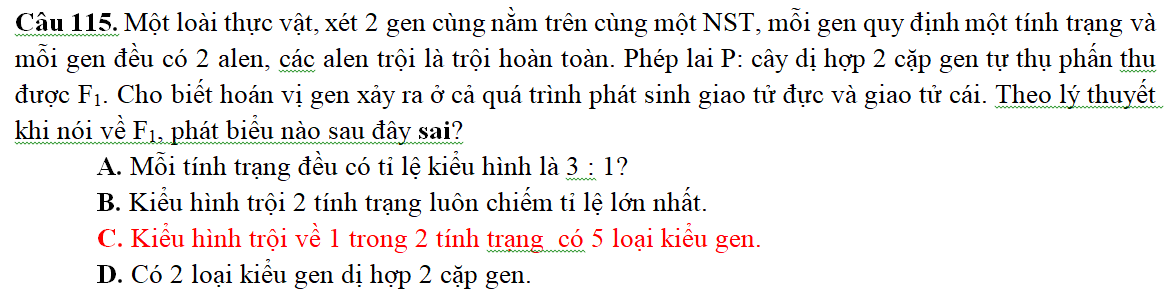 Câu 115. Một loài thực vật, xét 2 gen cùng nằm trên cùng một NST, mỗi gen quy định một tính trạng và
mỗi gen đều có 2 alen, các alen trội là trội hoàn toàn. Phép lai P: cây dị hợp 2 cặp gen tự thụ phấn thu
được F₁. Cho biết hoán vị gen xảy ra ở cả quá trình phát sinh giao tử đực và giao tử cái. Theo lý thuyết
khi nói về F₁, phát biểu nào sau đây sai?
A. Mỗi tính trạng đều có tỉ lệ kiểu hình là 3 : 1?
B. Kiểu hình trội 2 tính trạng luôn chiếm tỉ lệ lớn nhất.
C. Kiểu hình trội về 1 trong 2 tính trạng có 5 loại kiểu gen.
D. Có 2 loại kiểu gen dị hợp 2 cặp gen.